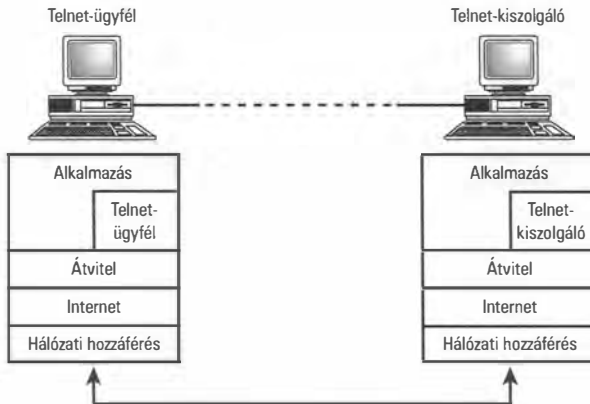 Telnet-ügyfél
Telnet-kiszolgáló
Alkalmazás
Telnet-
ügyfél
Átvitel
Internet
Hálózati hozzáférés
Alkalmazás
Telnet-
kiszolgáló
Átvitel
Internet
Hálózati hozzáférés